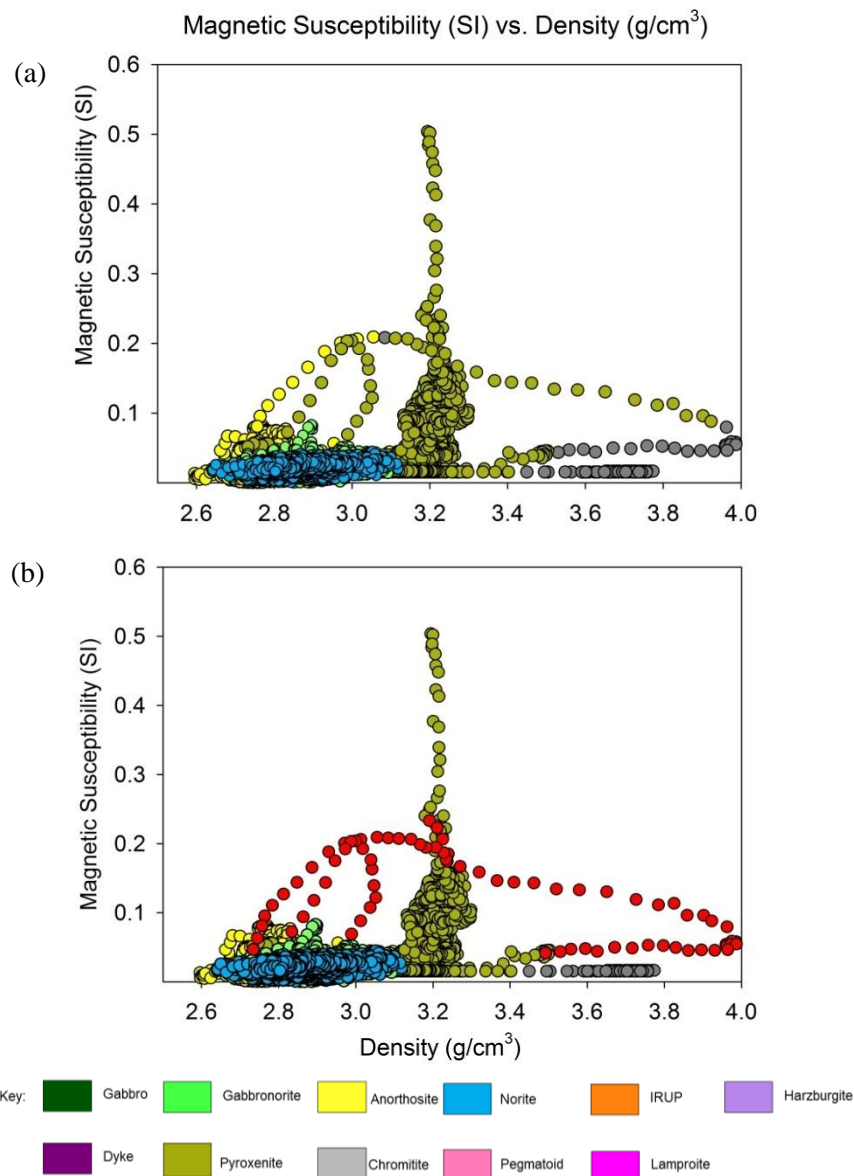 Magnetic Susceptibility (SI) vs. Density (g/cm³)
(a)
Magnetic Susceptibility (SI)
0.6
0.5
0.4
0.3
0.2
0.1
2.6 2.8 3.0 3.2 3.4 3.6 3.8 4.0
(b)
Magnetic Susceptibility (SI)
0.6
0.5
0.4
0.3
0.2
0.1
2.6 2.8 3.0 3.2 3.4 3.6 3.8 4.0
Density (g/cm³)
Key: Gabbro Gabbronorite Anorthosite Norite IRUP Harzburgite
Dyke Pyroxenite Chromitite Pegmatoid Lamproite